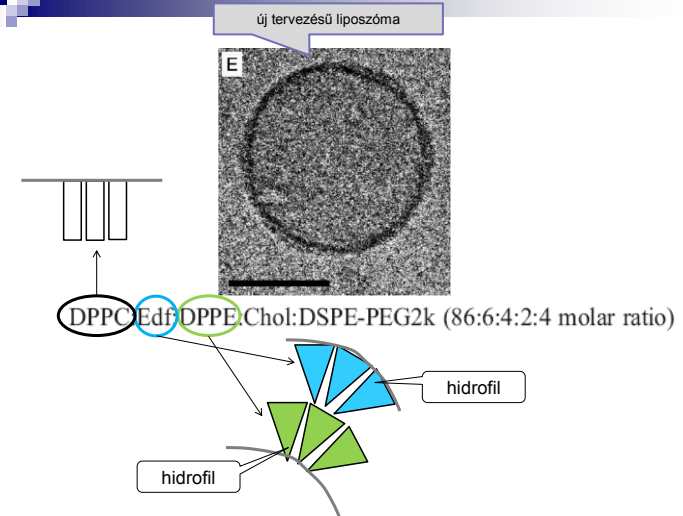 új tervezésű liposzóma
E
DPPC:Edf:DPPE:Chol:DSPE-PEG2k (86:6:4:2:4 molar ratio)
hidrofil
hidrofil